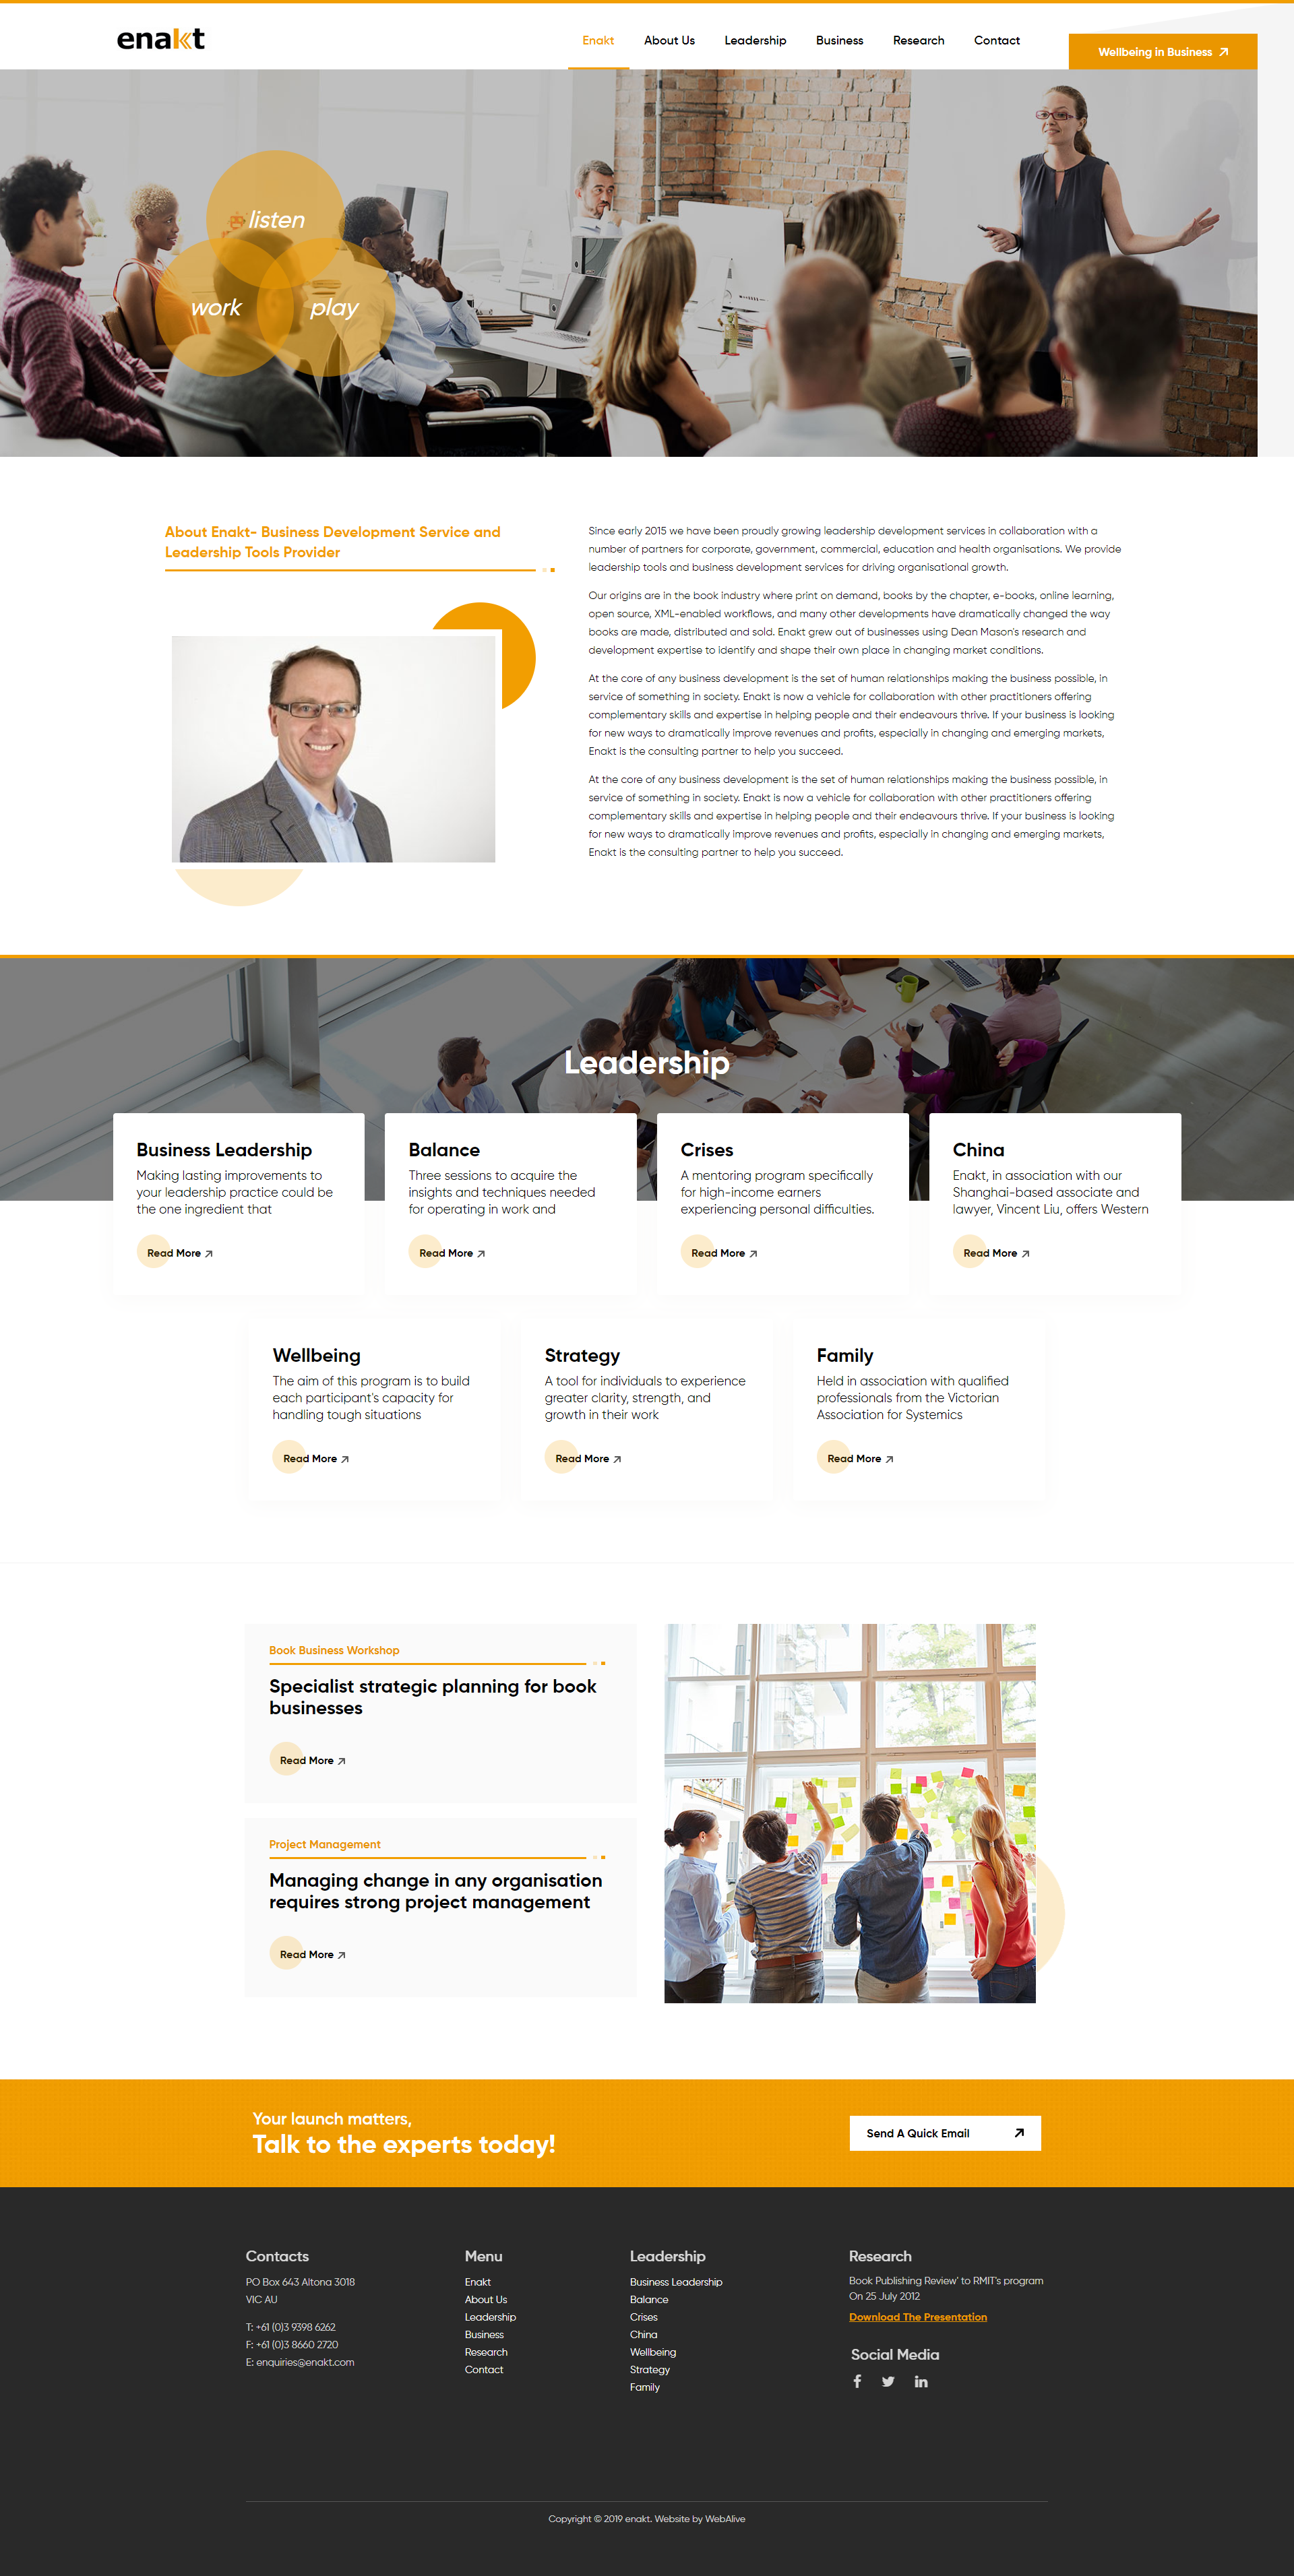 enakt
Enakt
About Us
Leadership
Business
Research
Contact
Wellbeing in Business
listen
work
play
About Enakt- Business Development Service and
Leadership Tools Provider
Since early 2015 we have been proudly growing leadership development services in collaboration with a
number of partners for corporate, government, commercial, education and health organisations. We provide
leadership tools and business development services for driving organisational growth.
Our origins are in the book industry where print on demand, books by the chapter, e-books, online learning,
open source, XML-enabled workflows, and many other developments have dramatically changed the way
books are made, distributed and sold. Enakt grew out of businesses using Dean Mason's research and
development expertise to identify and shape their own place in changing market conditions.
At the core of any business development is the set of human relationships making the business possible, in
service of something in society. Enakt is now a vehicle for collaboration with other practitioners offering
complementary skills and expertise in helping people and their endeavours thrive. If your business is looking
for new ways to dramatically improve revenues and profits, especially in changing and emerging markets,
Enakt is the consulting partner to help you succeed.
At the core of any business development is the set of human relationships making the business possible, in
service of something in society. Enakt is now a vehicle for collaboration with other practitioners offering
complementary skills and expertise in helping people and their endeavours thrive. If your business is looking
for new ways to dramatically improve revenues and profits, especially in changing and emerging markets,
Enakt is the consulting partner to help you succeed.
Leadership
Business Leadership
Making lasting improvements to
your leadership practice could be
the one ingredient that
Read More
Balance
Three sessions to acquire the
insights and techniques needed
for operating in work and
Read More
Crises
A mentoring program specifically
for high-income earners
experiencing personal difficulties.
Read More
China
Enakt, in association with our
Shanghai-based associate and
lawyer, Vincent Liu, offers Western
Read More
Wellbeing
The aim of this program is to build
each participant's capacity for
handling tough situations
Read More
Strategy
A tool for individuals to experience
greater clarity, strength, and
growth in their work
Read More
Family
Held in association with qualified
professionals from the Victorian
Association for Systemics
Read More
Book Business Workshop
Specialist strategic planning for book
businesses
Read More
Project Management
Managing change in any organisation
requires strong project management
Read More
Your launch matters,
Talk to the experts today!
Send A Quick Email
Contacts
PO Box 643 Altona 3018
VIC AU
T: +61 (0)3 9398 6262
F: +61 (0)3 8660 2720
E: enquiries@enakt.com
Menu
Enakt
About Us
Leadership
Business
Research
Contact
Leadership
Business Leadership
Balance
Crises
China
Wellbeing
Strategy
Family
Research
Book Publishing Review' to RMIT's program
On 25 July 2012
Download The Presentation
Social Media
Copyright © 2019 enakt. Website by WebAlive